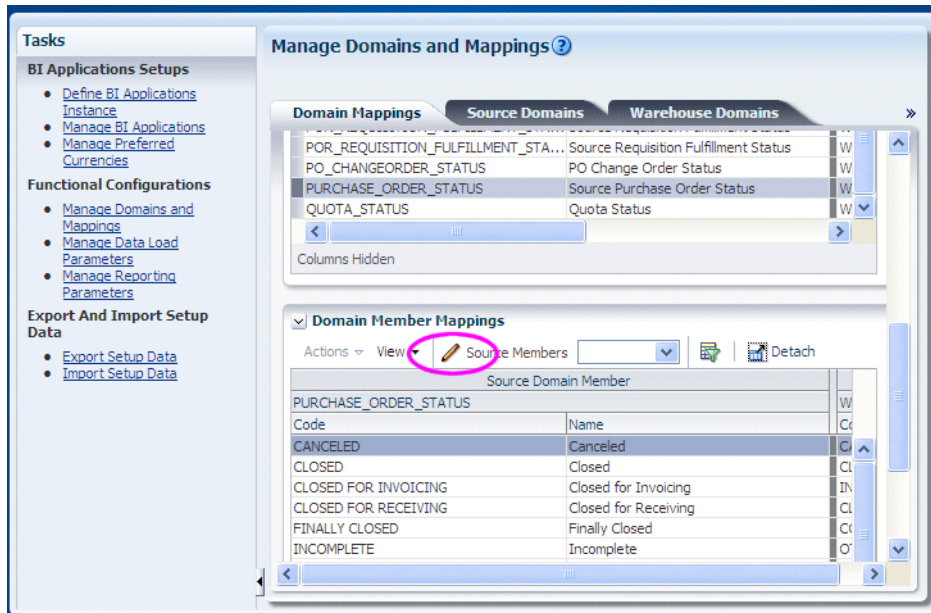 Tasks
BI Applications Setups
Define BI Applications
Instance
Manage BI Applications
Manage Preferred
Currencies
Functional Configurations
Manage Domains and
Mappings
Manage Data Load
Parameters
Manage Reporting
Parameters
Export And Import Setup
Data
Export Setup Data
Import Setup Data
Manage Domains and Mappings
Domain Mappings Source Domains Warehouse Domains
POR_REQUISITION_FULFILLMENT_STA... Source Requisition Fulfillment Status W
PO_CHANGEORDER_STATUS PO Change Order Status W
PURCHASE_ORDER_STATUS Source Purchase Order Status W
QUOTA_STATUS Quota Status W
Columns Hidden
Domain Member Mappings
Actions View Source Members Detach
Source Domain Member
PURCHASE_ORDER_STATUS W
Code Name
CANCELED Canceled
CLOSED Closed CL
CLOSED FOR INVOICING Closed for Invoicing IN
CLOSED FOR RECEIVING Closed for Receiving CL
FINALLY CLOSED Finally Closed
INCOMPLETE Incomplete